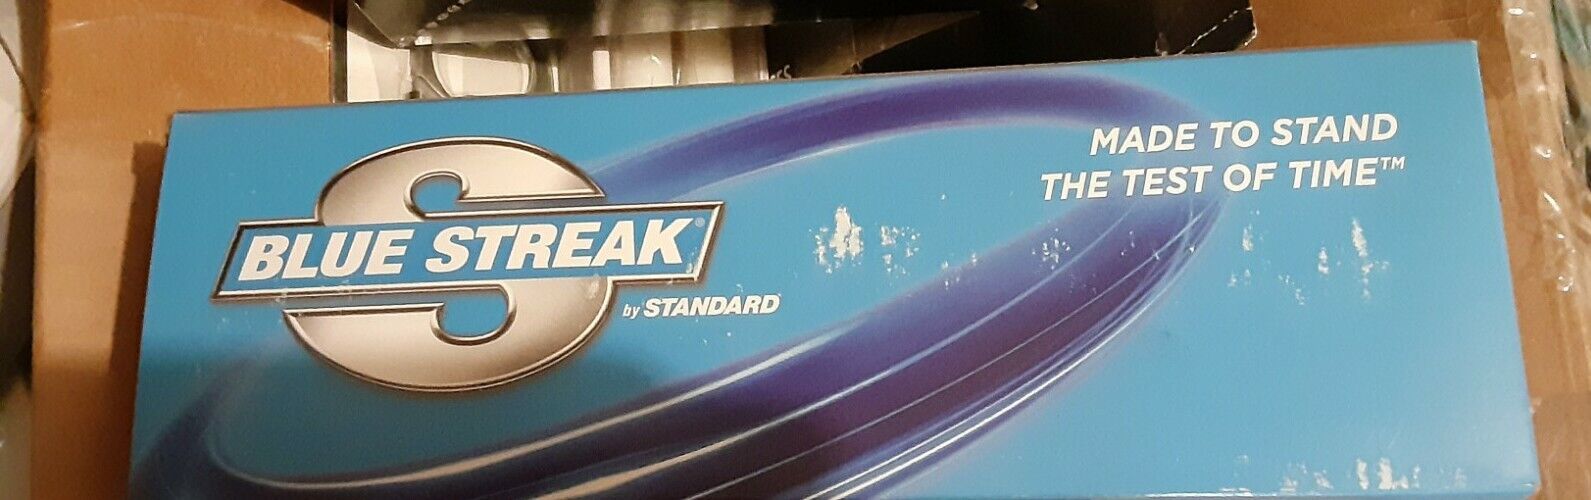 BLUE STREAK®
by STANDARD®
MADE TO STAND
THE TEST OF TIME™